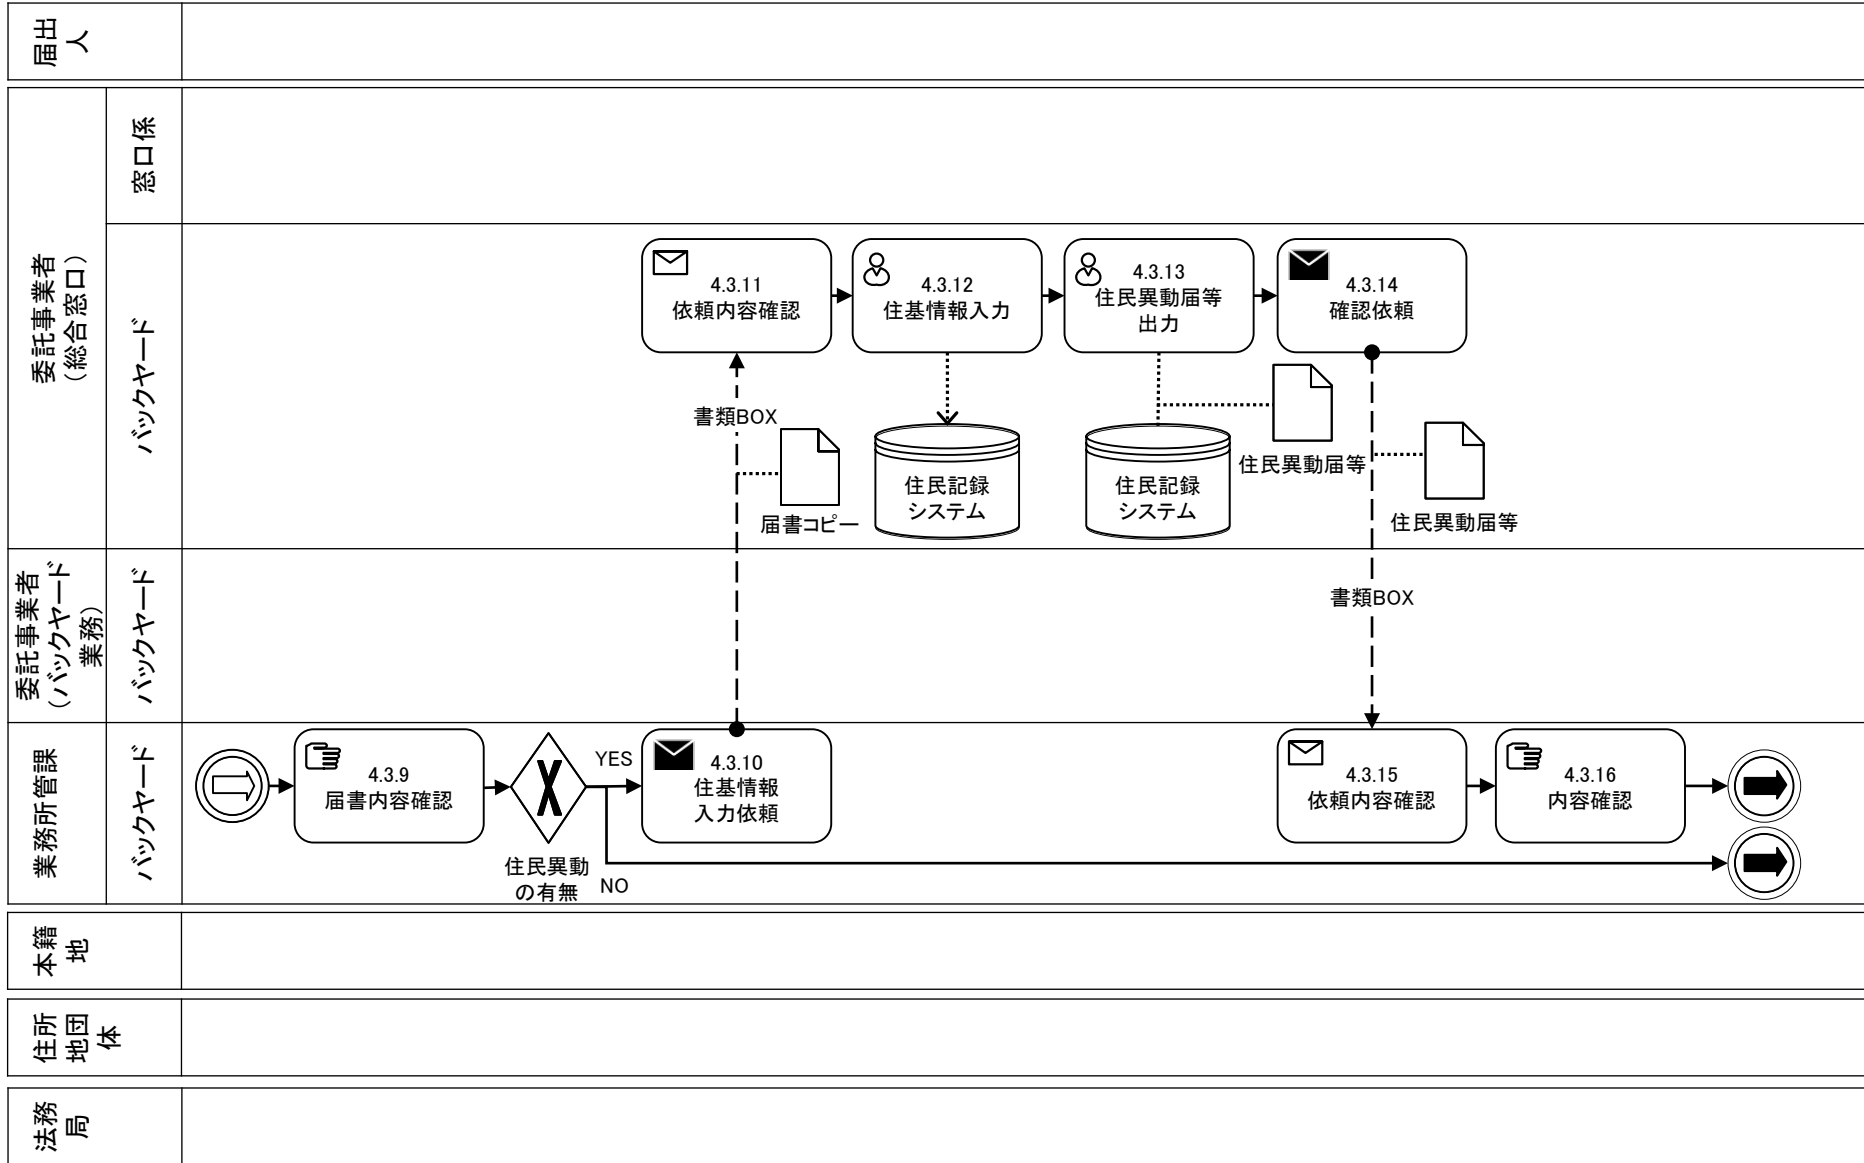 届出
人
委託事業者
（総合窓口）
窓口係
バックヤード
4.3.11
依頼内容確認
4.3.12
住基情報入力
4.3.13
住民異動届等
出力
4.3.14
確認依頼
書類BOX
届書コピー
住民記録
システム
住民記録
システム
住民異動届等
住民異動届等
委託事業者
（バックヤード
業務）
バックヤード
書類BOX
業務所管課
バックヤード
4.3.9
届書内容確認
住民異動
の有無
YES
NO
4.3.10
住基情報
入力依頼
4.3.15
依頼内容確認
4.3.16
内容確認
本籍
地
住所
地団
体
法務
局